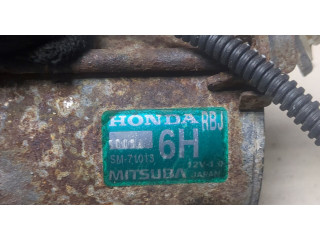 HONDA RBJ
6H
SM-71013
12V-1.0
MITSUBA JAPAN